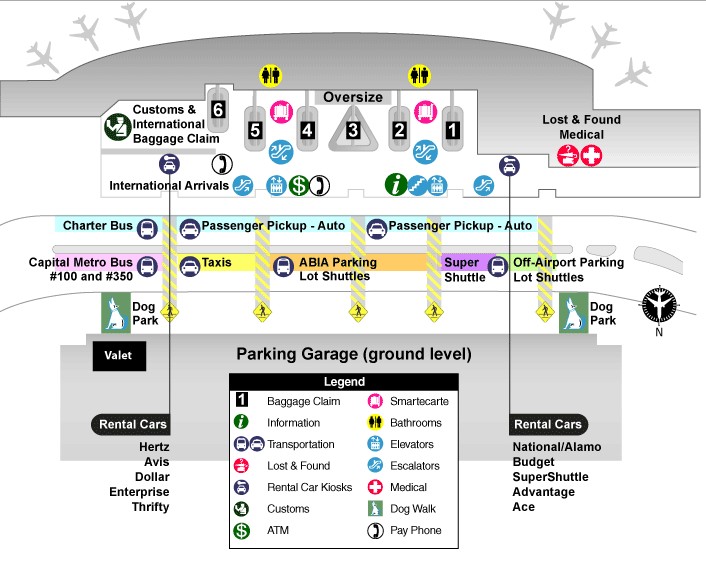 Oversize
6
5
4
3
2
1
Customs &
International
Baggage Claim
Lost & Found
Medical
International Arrivals
$
i
Charter Bus
Passenger Pickup - Auto
Passenger Pickup - Auto
Capital Metro Bus
#100 and #350
Taxis
ABIA Parking
Lot Shuttles
Super
Shuttle
Off-Airport Parking
Lot Shuttles
Dog
Park
Dog
Park
N
Valet
Parking Garage (ground level)
Legend
1 Baggage Claim
Smartecarte
i Information
Bathrooms
Transportation
Elevators
Lost & Found
Escalators
Rental Car Kiosks
Medical
Customs
Dog Walk
$ ATM
Pay Phone
Rental Cars
Hertz
Avis
Dollar
Enterprise
Thrifty
Rental Cars
National/Alamo
Budget
SuperShuttle
Advantage
Ace